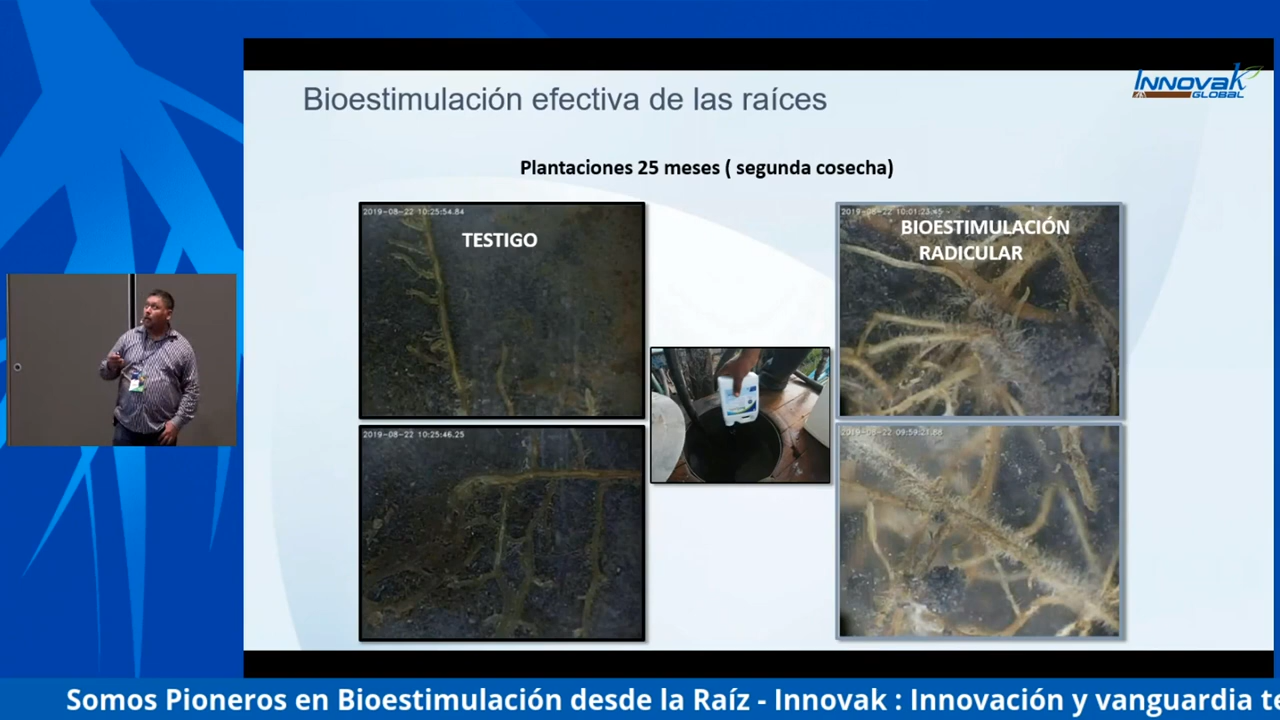 Bioestimulación efectiva de las raíces
INNOVAK
GLOBAL
Plantaciones 25 meses ( segunda cosecha)
2019-08-22 10:25:54.84
TESTIGO
2019-08-22 10:01:23.45
BIOESTIMULACIÓN
RADICULAR
2019-08-22 10:25:46.25
2019-08-22 09:59:21.88
Somos Pioneros en Bioestimulación desde la Raíz - Innovak : Innovación y vanguardia te